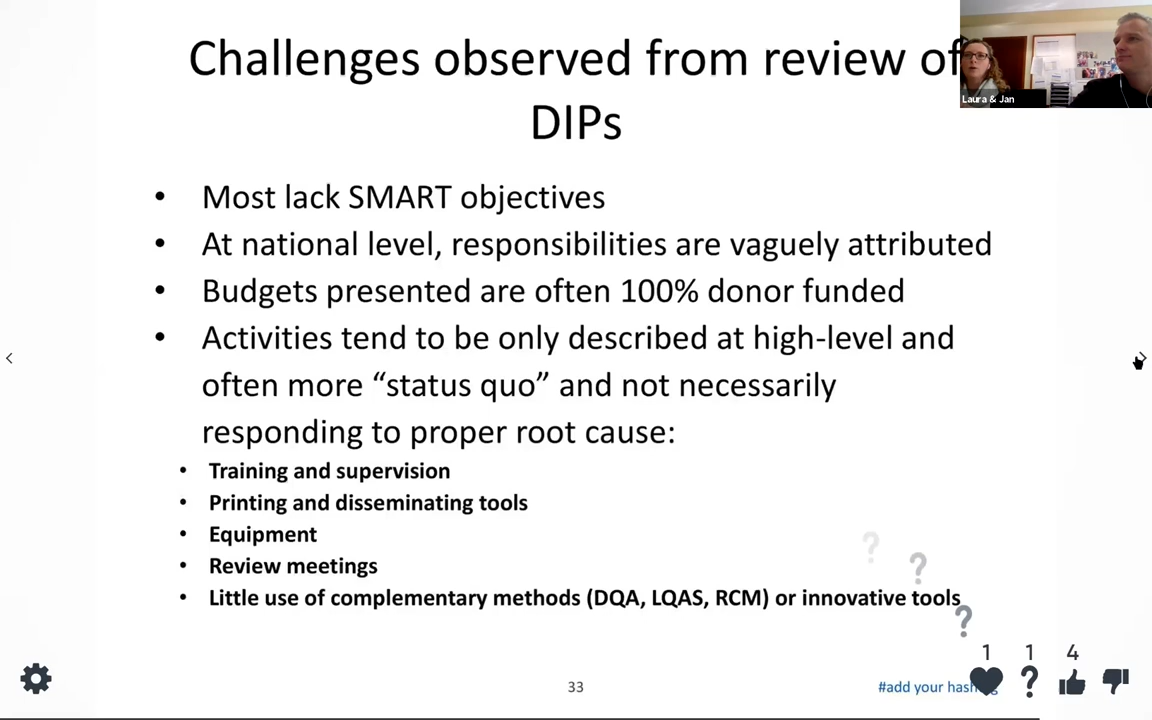 Challenges observed from review of
DIPs
Laura & Jan
• Most lack SMART objectives
• At national level, responsibilities are vaguely attributed
• Budgets presented are often 100% donor funded
• Activities tend to be only described at high-level and
often more “status quo” and not necessarily
responding to proper root cause:
• Training and supervision
• Printing and disseminating tools
• Equipment
• Review meetings
• Little use of complementary methods (DQA, LQAS, RCM) or innovative tools
? ? ?
1 1 4
?
33
#add your